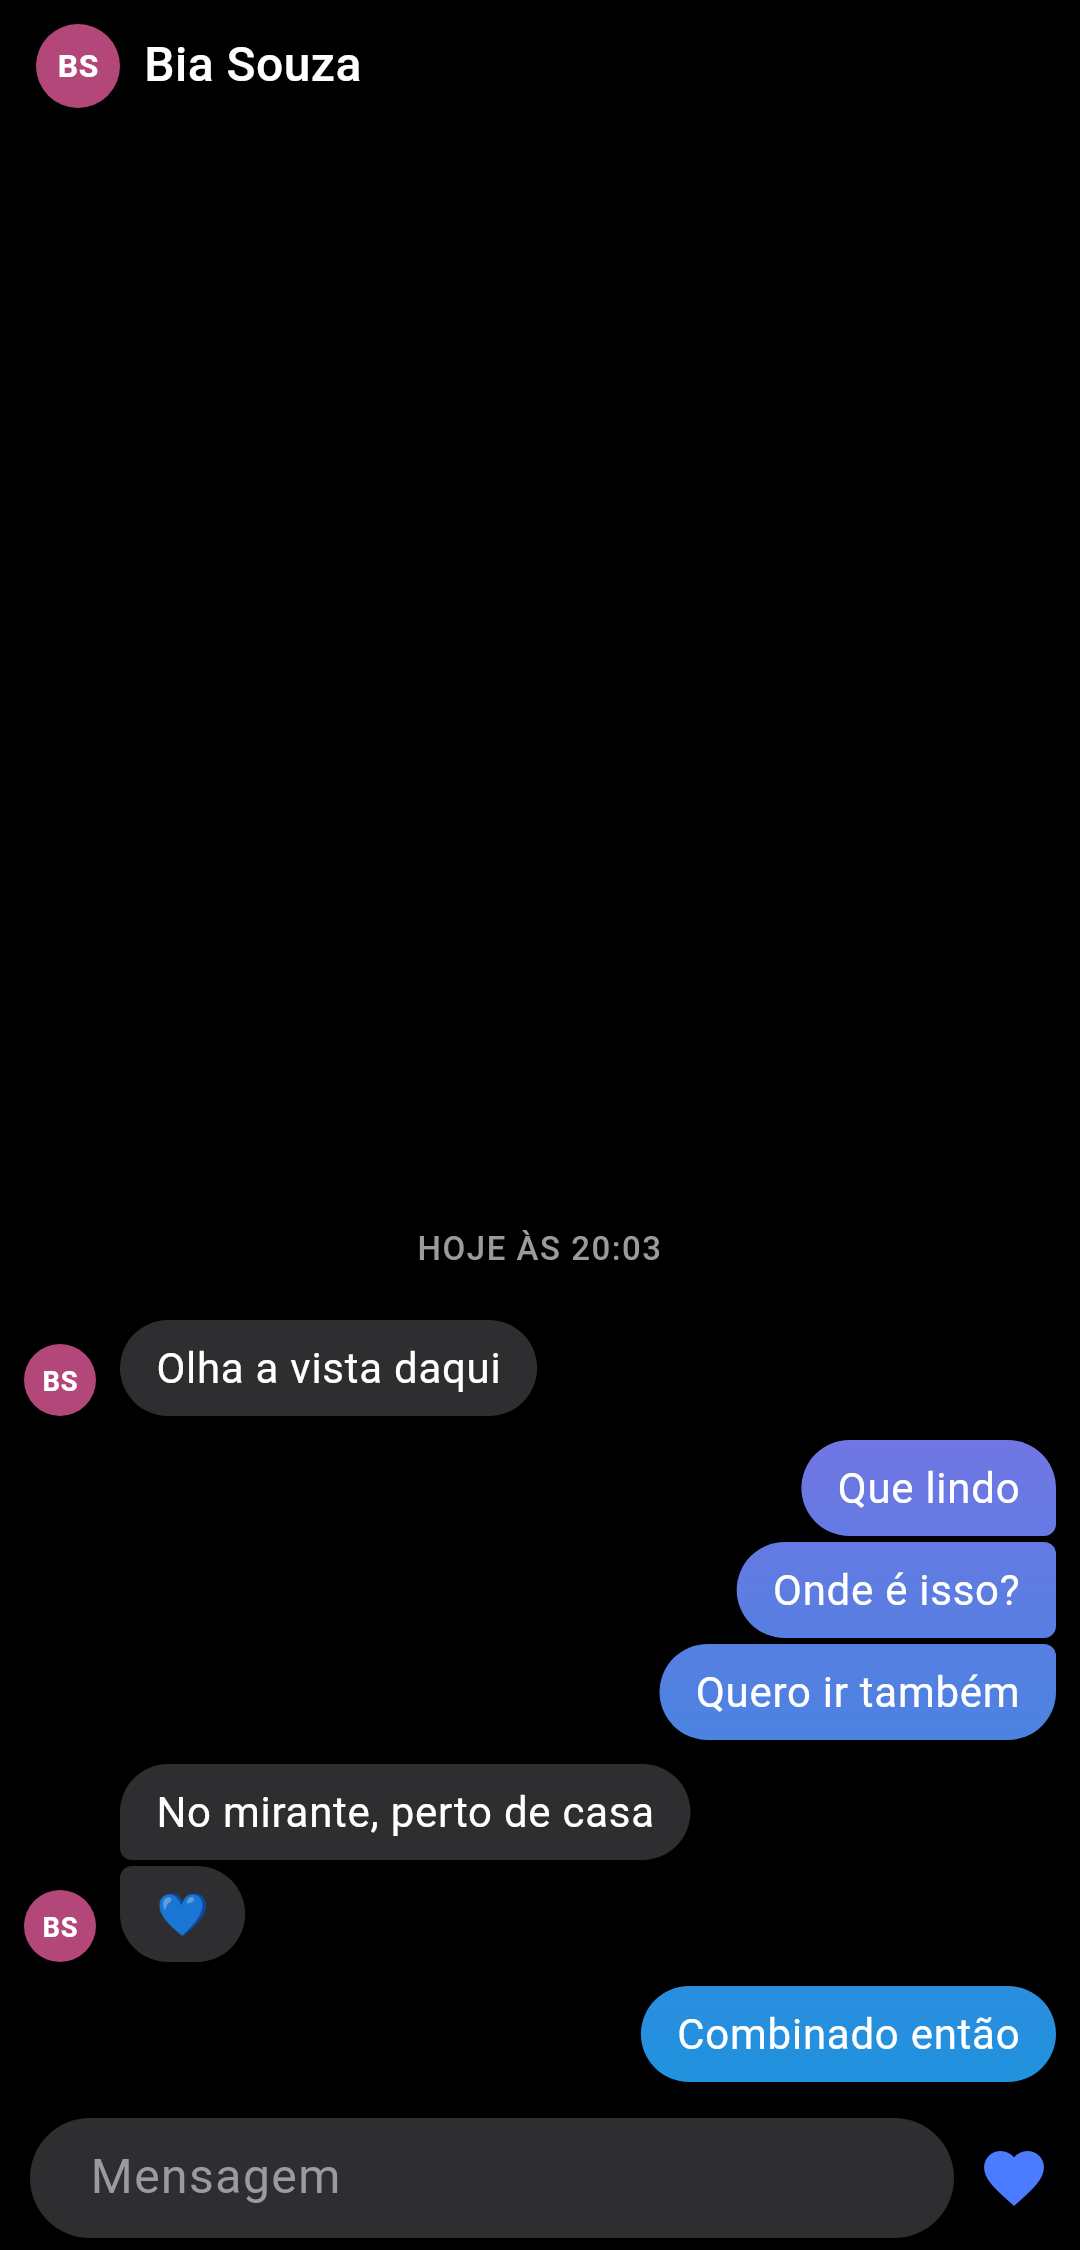 BS Bia Souza
HOJE ÀS 20:03
Olha a vista daqui
BS
Que lindo
Onde é isso?
Quero ir também
No mirante, perto de casa
💙
BS
Combinado então
Mensagem